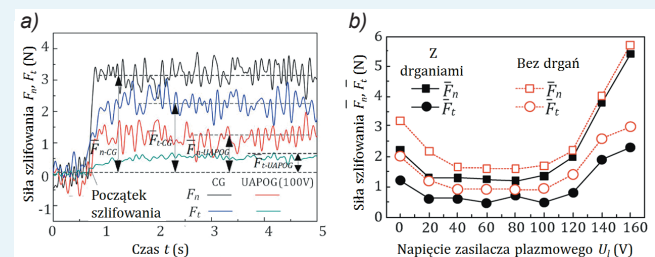 a)
Siła szlifowania Fₙ, Fₜ (N)
5
4
3
2
1
0
-1
F̅n-CG
F̅t-CG
F̅t-UAPOG
Początek
szlifowania
CG UAPOG(100V)
Fₙ
Fₜ
0 1 2 3 4 5
Czas t (s)
b)
Siła szlifowania F̅ₙ, F̅ₜ (N)
6
5
4
3
2
1
0
Z
drganiami
F̅ₙ
F̅ₜ
Bez drgań
F̅ₙ
F̅ₜ
0 20 40 60 80 100 120 140 160
Napięcie zasilacza plazmowego Uₗ (V)